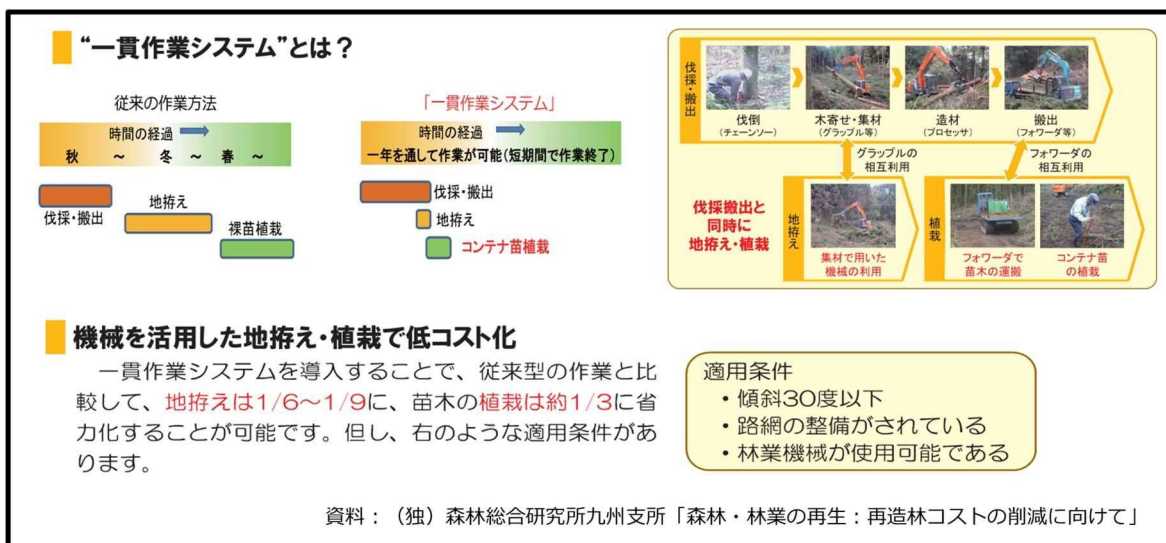 “一貫作業システム”とは？
従来の作業方法
時間の経過
秋 ～ 冬 ～ 春 ～
伐採・搬出
地拵え
裸苗植栽
「一貫作業システム」
時間の経過
一年を通して作業が可能(短期間で作業終了)
伐採・搬出
地拵え
コンテナ苗植栽
伐採・搬出
伐倒
(チェーンソー)
木寄せ・集材
(グラップル等)
造材
(プロセッサ)
搬出
(フォワーダ等)
グラップルの
相互利用
フォワーダの
相互利用
伐採搬出と
同時に
地拵え・植栽
地拵え
集材で用いた
機械の利用
植栽
フォワーダで
苗木の運搬
コンテナ苗
の植栽
機械を活用した地拵え・植栽で低コスト化
一貫作業システムを導入することで、従来型の作業と比
較して、地拵えは1/6～1/9に、苗木の植栽は約1/3に省
力化することが可能です。但し、右のような適用条件があ
ります。
適用条件
・傾斜30度以下
・路網の整備がされている
・林業機械が使用可能である
資料：（独）森林総合研究所九州支所「森林・林業の再生：再造林コストの削減に向けて」